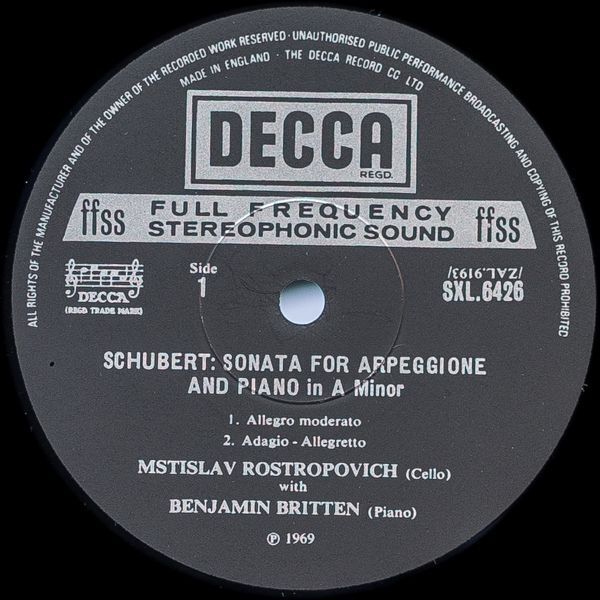 ALL RIGHTS OF THE MANUFACTURER AND OF THE OWNER OF THE RECORDED WORK RESERVED · UNAUTHORISED PUBLIC PERFORMANCE BROADCASTING AND COPYING OF THIS RECORD PROHIBITED
MADE IN ENGLAND · THE DECCA RECORD CC LTD
DECCA
REGD.
ffss FULL FREQUENCY STEREOPHONIC SOUND ffss
DECCA
(REGD TRADE MARK)
Side
1
/ZAL.9193/
SXL.6426
SCHUBERT: SONATA FOR ARPEGGIONE
AND PIANO in A Minor
1. Allegro moderato
2. Adagio - Allegretto
MSTISLAV ROSTROPOVICH (Cello)
with
BENJAMIN BRITTEN (Piano)
℗ 1969